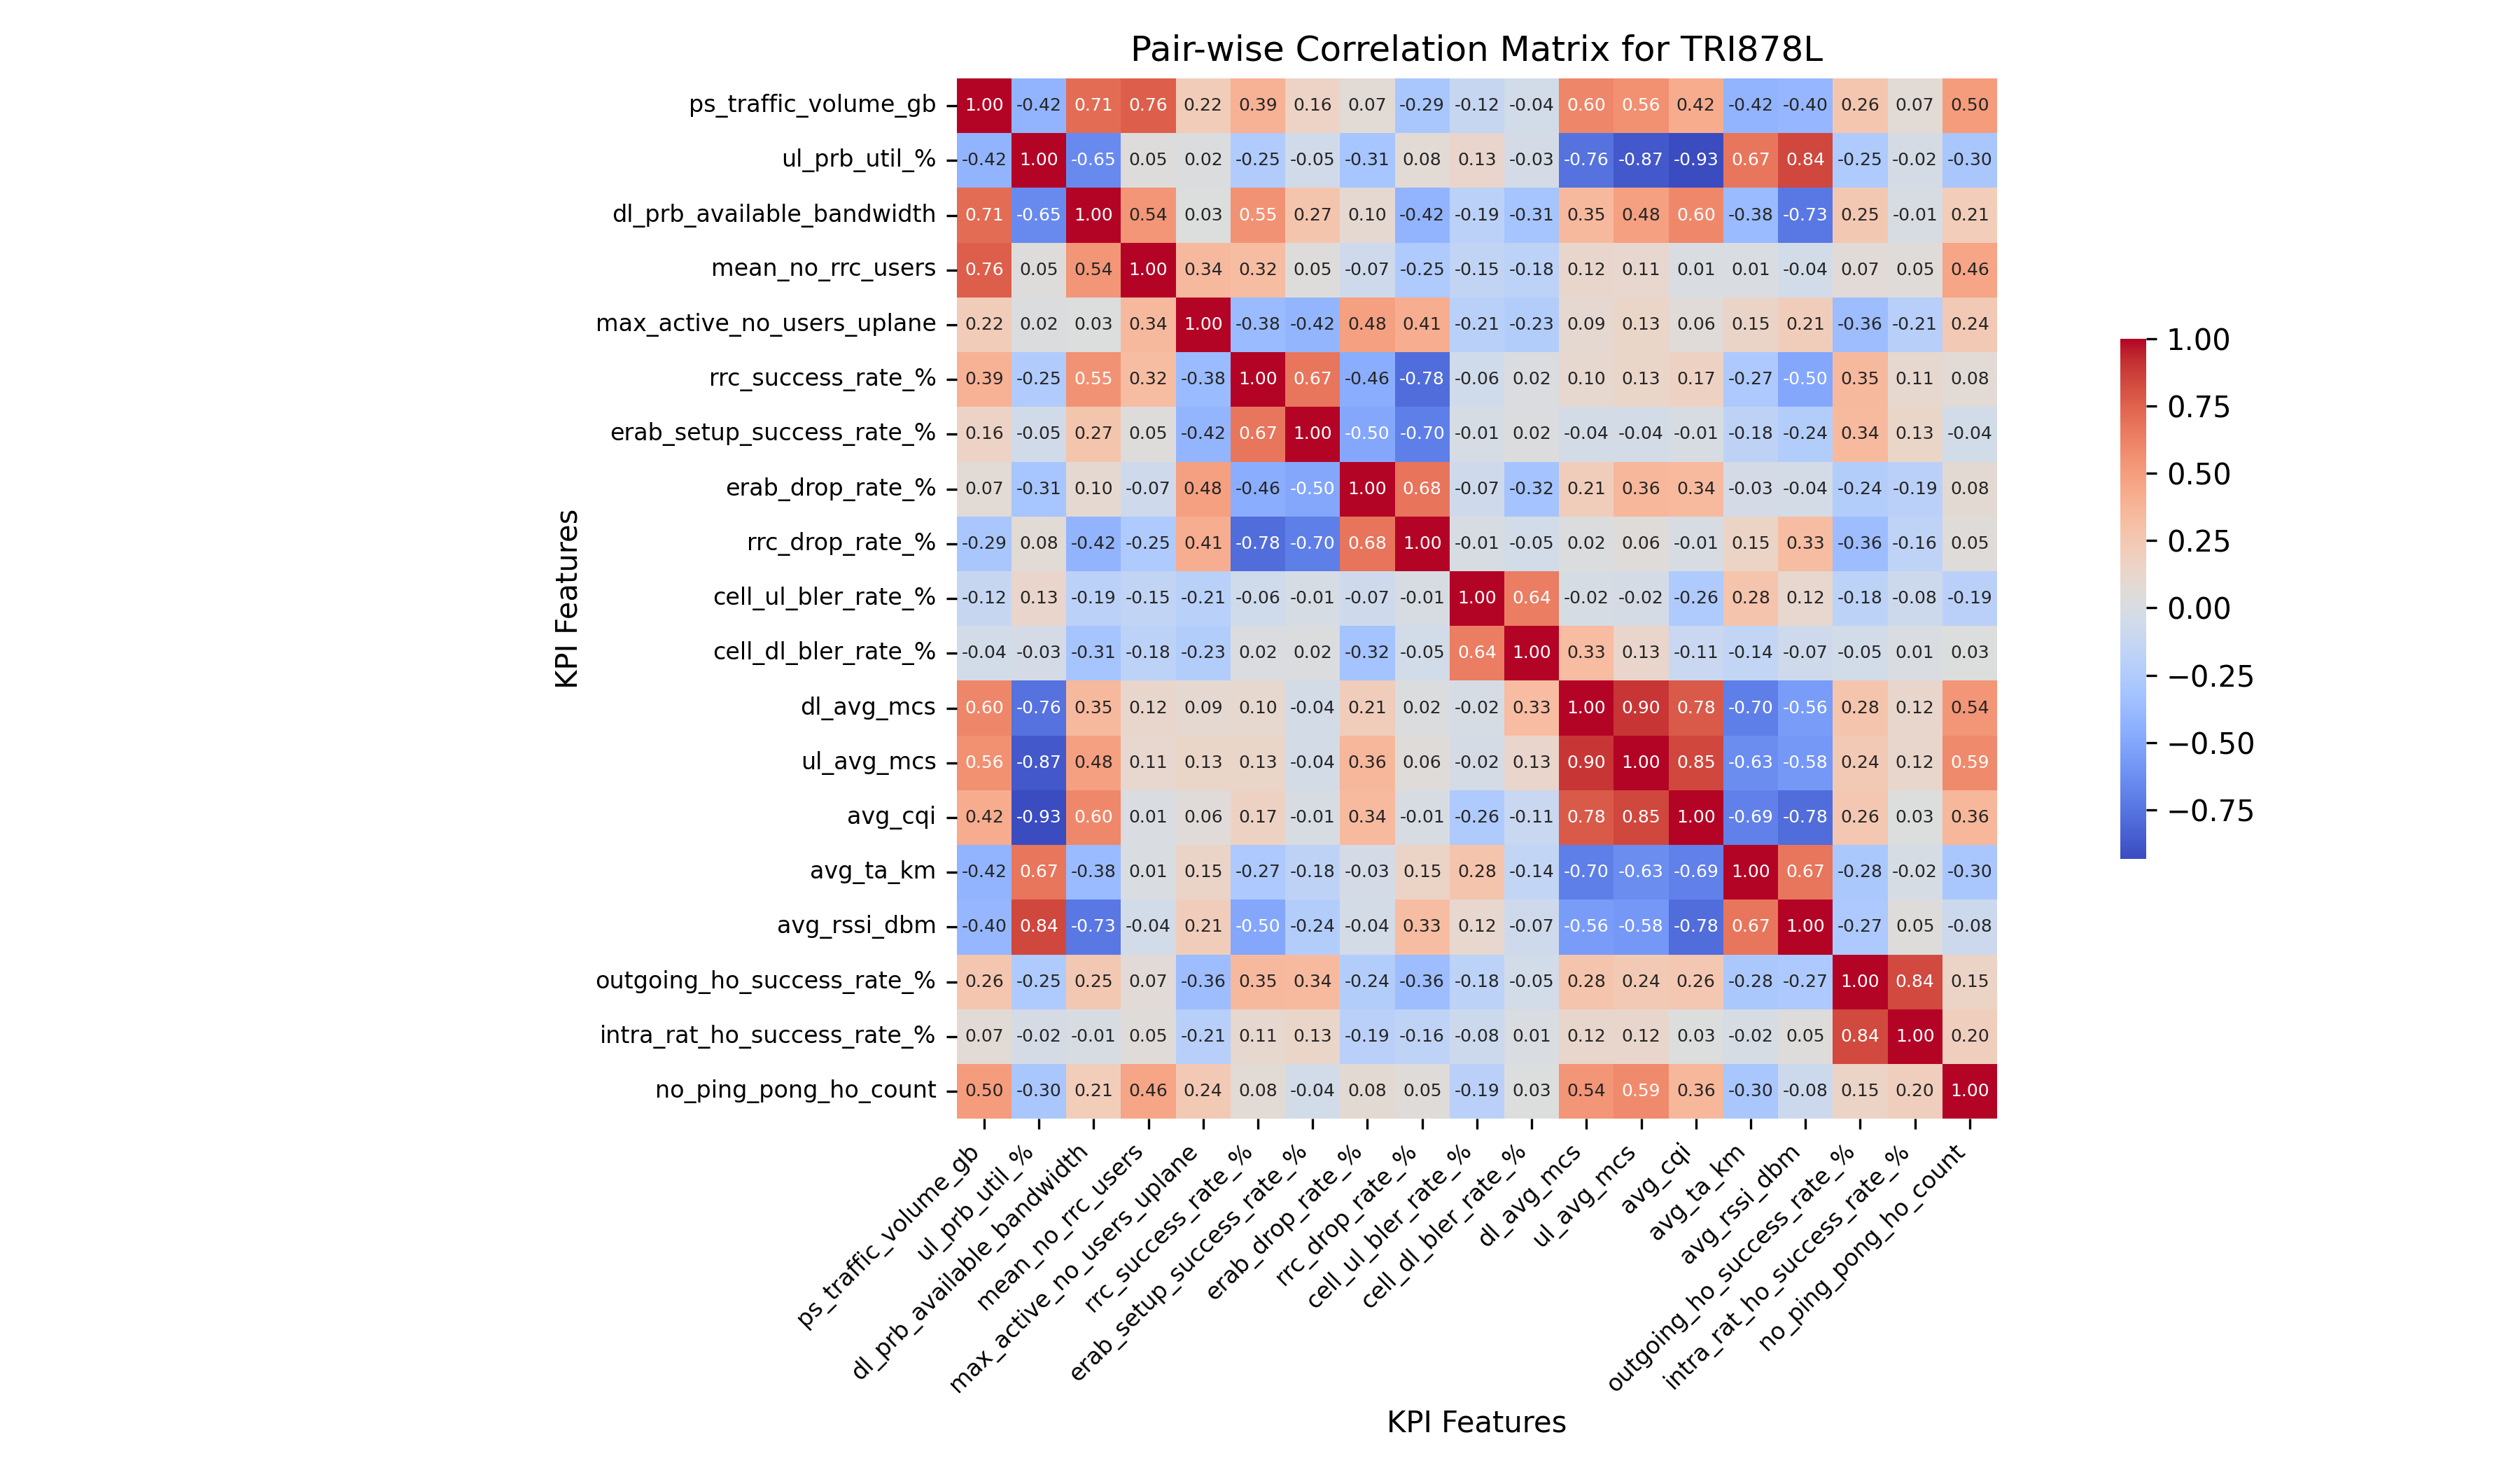 Pair-wise Correlation Matrix for TRI878L
ps_traffic_volume_gb 1.00 -0.42 0.71 0.76 0.22 0.39 0.16 0.07 -0.29 -0.12 -0.04 0.60 0.56 0.42 -0.42 -0.40 0.26 0.07 0.50
ul_prb_util_% -0.42 1.00 -0.65 0.05 0.02 -0.25 -0.05 -0.31 0.08 0.13 -0.03 -0.76 -0.87 -0.93 0.67 0.84 -0.25 -0.02 -0.30
dl_prb_available_bandwidth 0.71 -0.65 1.00 0.54 0.03 0.55 0.27 0.10 -0.42 -0.19 -0.31 0.35 0.48 0.60 -0.38 -0.73 0.25 -0.01 0.21
mean_no_rrc_users 0.76 0.05 0.54 1.00 0.34 0.32 0.05 -0.07 -0.25 -0.15 -0.18 0.12 0.11 0.01 0.01 -0.04 0.07 0.05 0.46
max_active_no_users_uplane 0.22 0.02 0.03 0.34 1.00 -0.38 -0.42 0.48 0.41 -0.21 -0.23 0.09 0.13 0.06 0.15 0.21 -0.36 -0.21 0.24
rrc_success_rate_% 0.39 -0.25 0.55 0.32 -0.38 1.00 0.67 -0.46 -0.78 -0.06 0.02 0.10 0.13 0.17 -0.27 -0.50 0.35 0.11 0.08
erab_setup_success_rate_% 0.16 -0.05 0.27 0.05 -0.42 0.67 1.00 -0.50 -0.70 -0.01 0.02 -0.04 -0.04 -0.01 -0.18 -0.24 0.34 0.13 -0.04
erab_drop_rate_% 0.07 -0.31 0.10 -0.07 0.48 -0.46 -0.50 1.00 0.68 -0.07 -0.32 0.21 0.36 0.34 -0.03 -0.04 -0.24 -0.19 0.08
rrc_drop_rate_% -0.29 0.08 -0.42 -0.25 0.41 -0.78 -0.70 0.68 1.00 -0.01 -0.05 0.02 0.06 -0.01 0.15 0.33 -0.36 -0.16 0.05
cell_ul_bler_rate_% -0.12 0.13 -0.19 -0.15 -0.21 -0.06 -0.01 -0.07 -0.01 1.00 0.64 -0.02 -0.02 -0.26 0.28 0.12 -0.18 -0.08 -0.19
cell_dl_bler_rate_% -0.04 -0.03 -0.31 -0.18 -0.23 0.02 0.02 -0.32 -0.05 0.64 1.00 0.33 0.13 -0.11 -0.14 -0.07 -0.05 0.01 0.03
dl_avg_mcs 0.60 -0.76 0.35 0.12 0.09 0.10 -0.04 0.21 0.02 -0.02 0.33 1.00 0.90 0.78 -0.70 -0.56 0.28 0.12 0.54
ul_avg_mcs 0.56 -0.87 0.48 0.11 0.13 0.13 -0.04 0.36 0.06 -0.02 0.13 0.90 1.00 0.85 -0.63 -0.58 0.24 0.12 0.59
avg_cqi 0.42 -0.93 0.60 0.01 0.06 0.17 -0.01 0.34 -0.01 -0.26 -0.11 0.78 0.85 1.00 -0.69 -0.78 0.26 0.03 0.36
avg_ta_km -0.42 0.67 -0.38 0.01 0.15 -0.27 -0.18 -0.03 0.15 0.28 -0.14 -0.70 -0.63 -0.69 1.00 0.67 -0.28 -0.02 -0.30
avg_rssi_dbm -0.40 0.84 -0.73 -0.04 0.21 -0.50 -0.24 -0.04 0.33 0.12 -0.07 -0.56 -0.58 -0.78 0.67 1.00 -0.27 0.05 -0.08
outgoing_ho_success_rate_% 0.26 -0.25 0.25 0.07 -0.36 0.35 0.34 -0.24 -0.36 -0.18 -0.05 0.28 0.24 0.26 -0.28 -0.27 1.00 0.84 0.15
intra_rat_ho_success_rate_% 0.07 -0.02 -0.01 0.05 -0.21 0.11 0.13 -0.19 -0.16 -0.08 0.01 0.12 0.12 0.03 -0.02 0.05 0.84 1.00 0.20
no_ping_pong_ho_count 0.50 -0.30 0.21 0.46 0.24 0.08 -0.04 0.08 0.05 -0.19 0.03 0.54 0.59 0.36 -0.30 -0.08 0.15 0.20 1.00
KPI Features
ps_traffic_volume_gb
ul_prb_util_%
dl_prb_available_bandwidth
mean_no_rrc_users
max_active_no_users_uplane
rrc_success_rate_%
erab_setup_success_rate_%
erab_drop_rate_%
rrc_drop_rate_%
cell_ul_bler_rate_%
cell_dl_bler_rate_%
dl_avg_mcs
ul_avg_mcs
avg_cqi
avg_ta_km
avg_rssi_dbm
outgoing_ho_success_rate_%
intra_rat_ho_success_rate_%
no_ping_pong_ho_count
KPI Features
1.00
0.75
0.50
0.25
0.00
−0.25
−0.50
−0.75